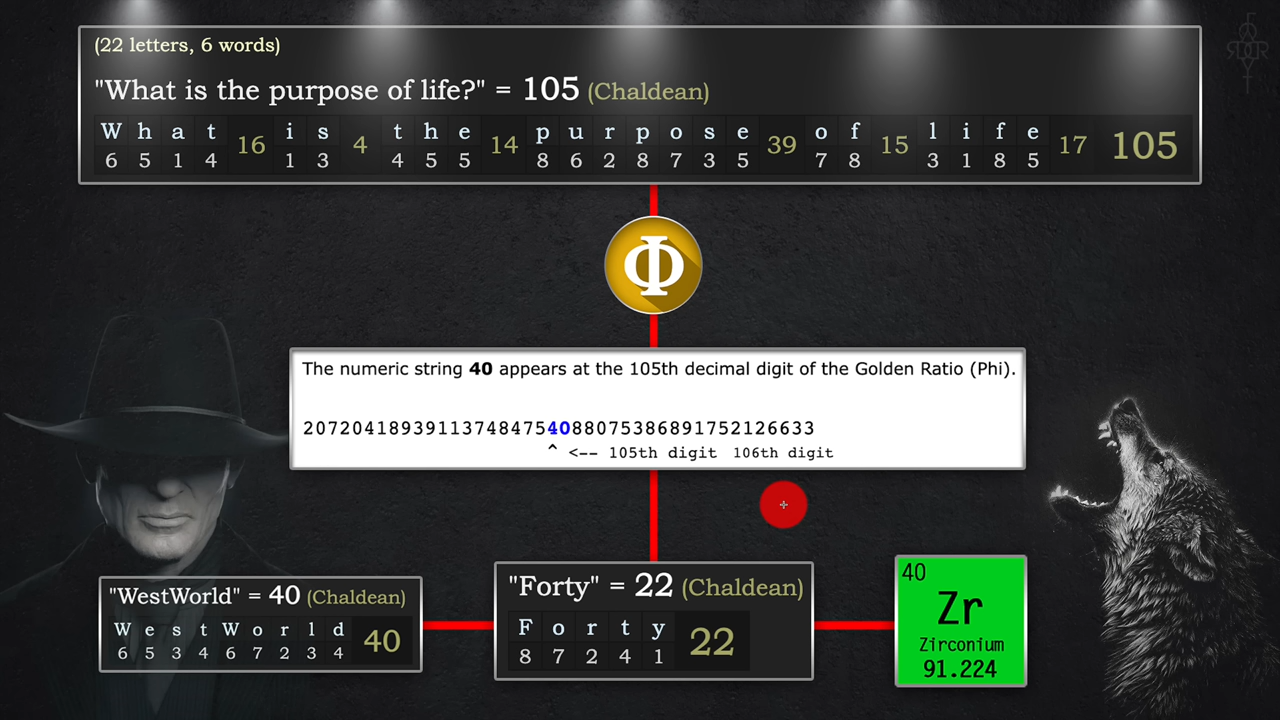 (22 letters, 6 words)
"What is the purpose of life?" = 105 (Chaldean)
W h a t 16 i s 4 t h e 14 p u r p o s e 39 o f 15 l i f e 17 105
6 5 1 4 1 3 4 5 5 8 6 2 8 7 3 5 7 8 3 1 8 5
Φ
The numeric string 40 appears at the 105th decimal digit of the Golden Ratio (Phi).
207204189391137484754088075386891752126633
^ <-- 105th digit 106th digit
"WestWorld" = 40 (Chaldean)
W e s t W o r l d 40
6 5 3 4 6 7 2 3 4
"Forty" = 22 (Chaldean)
F o r t y 22
8 7 2 4 1
40
Zr
Zirconium
91.224